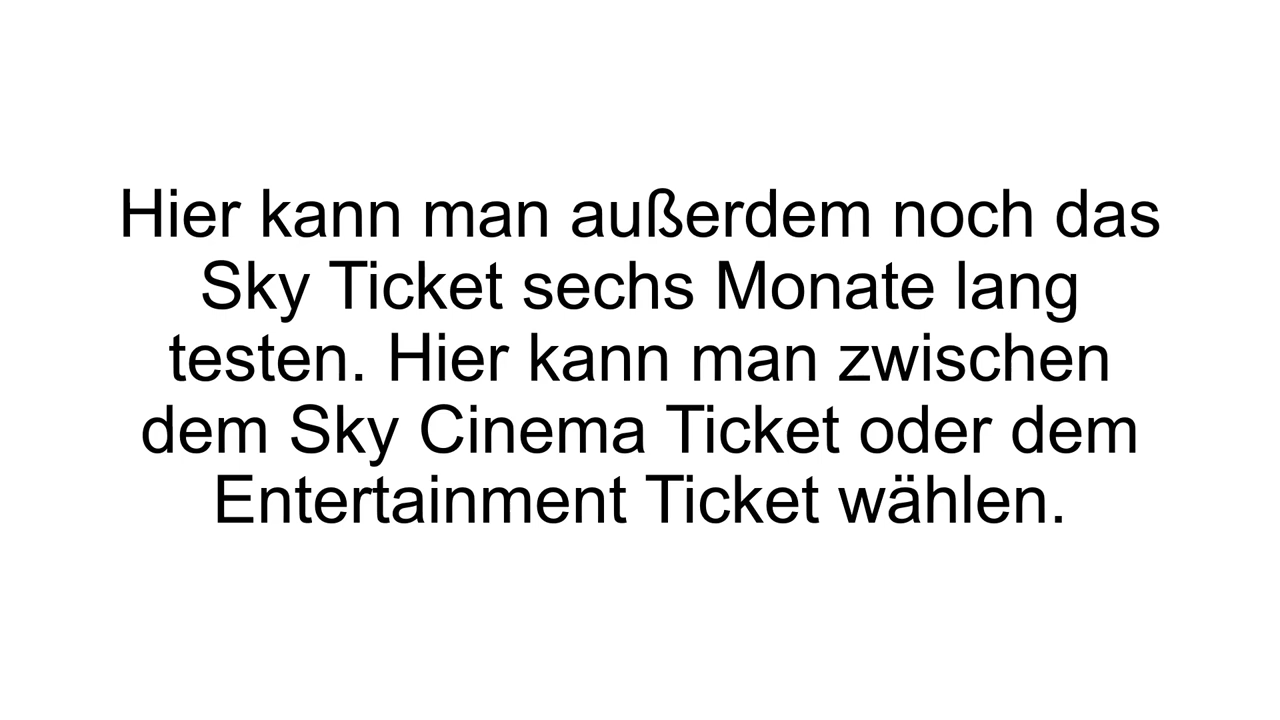 Hier kann man außerdem noch das
Sky Ticket sechs Monate lang
testen. Hier kann man zwischen
dem Sky Cinema Ticket oder dem
Entertainment Ticket wählen.